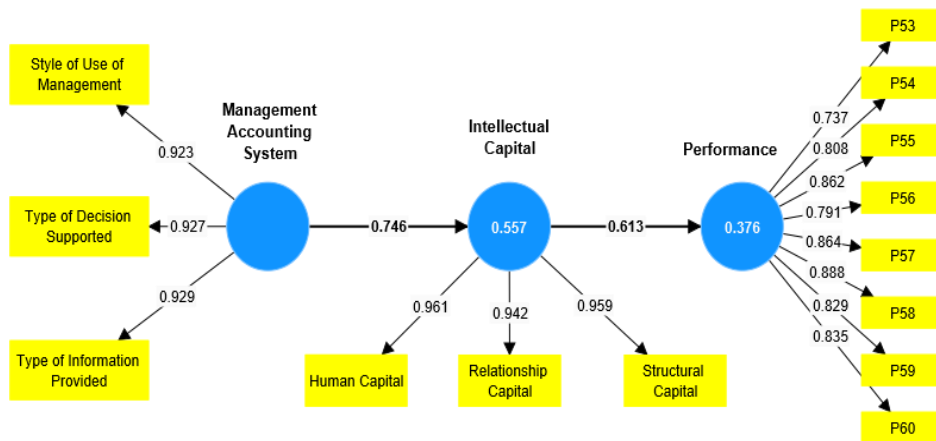 P53
Style of Use of
Management
P54
Management
Accounting
System
Intellectual
Capital
0.737
0.923
0.808
P55
Performance
0.862
P56
0.791
Type of Decision
Supported
0.927
0.746
0.557
0.613
0.376
0.864
P57
0.888
0.929
0.829
P58
0.961
0.942
0.959
0.835
Type of Information
Provided
Human Capital
Relationship
Capital
Structural
Capital
P59
P60